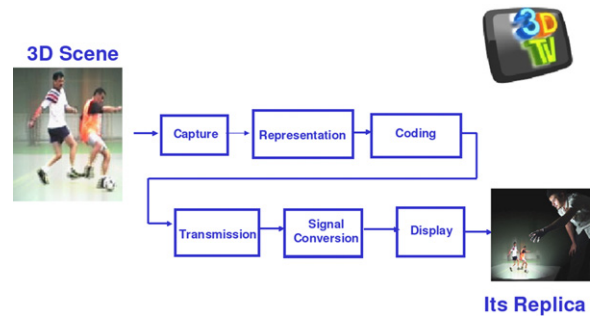 3D
TV
3D Scene
Capture
Representation
Coding
Transmission
Signal
Conversion
Display
Its Replica